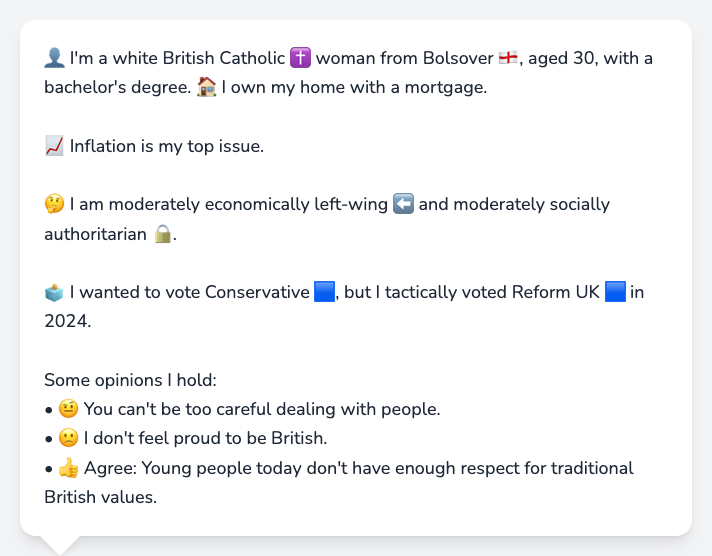 👤 I'm a white British Catholic ✝️ woman from Bolsover 🏴󠁧󠁢󠁥󠁮󠁧󠁿, aged 30, with a
bachelor's degree. 🏠 I own my home with a mortgage.
📈 Inflation is my top issue.
🤔 I am moderately economically left-wing ⬅️ and moderately socially
authoritarian 🔒.
🗳️ I wanted to vote Conservative 🟦, but I tactically voted Reform UK 🟦 in
2024.
Some opinions I hold:
• 🤨 You can't be too careful dealing with people.
• 🙁 I don't feel proud to be British.
• 👍 Agree: Young people today don't have enough respect for traditional
British values.